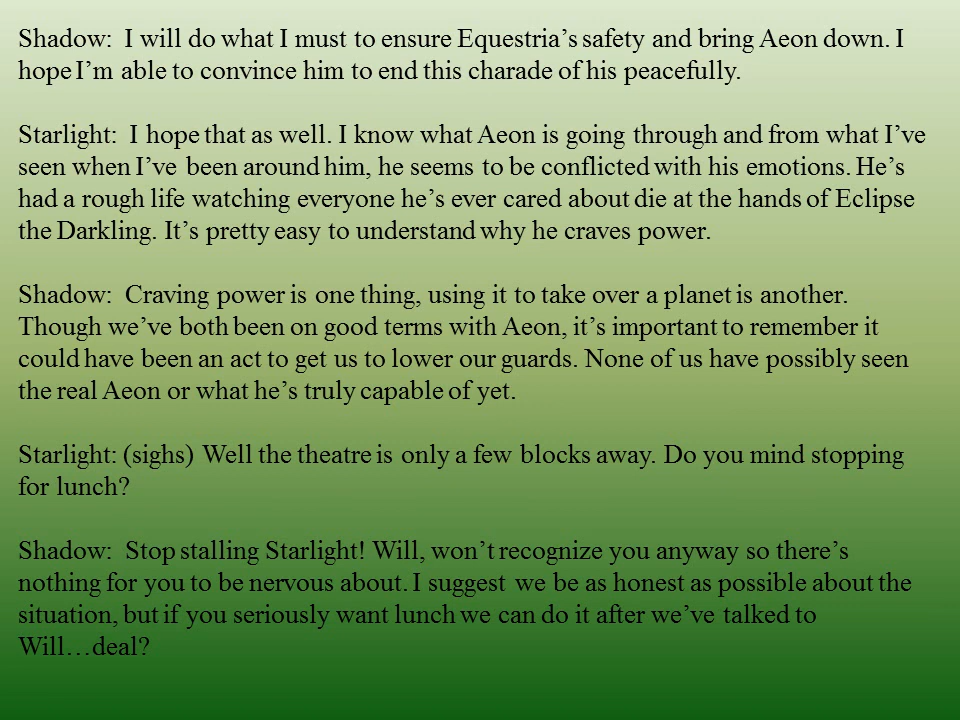 Shadow:  I will do what I must to ensure Equestria’s safety and bring Aeon down. I
hope I’m able to convince him to end this charade of his peacefully.
Starlight:  I hope that as well. I know what Aeon is going through and from what I’ve
seen when I’ve been around him, he seems to be conflicted with his emotions. He’s
had a rough life watching everyone he’s ever cared about die at the hands of Eclipse
the Darkling. It’s pretty easy to understand why he craves power.
Shadow:  Craving power is one thing, using it to take over a planet is another.
Though we’ve both been on good terms with Aeon, it’s important to remember it
could have been an act to get us to lower our guards. None of us have possibly seen
the real Aeon or what he’s truly capable of yet.
Starlight: (sighs) Well the theatre is only a few blocks away. Do you mind stopping
for lunch?
Shadow:  Stop stalling Starlight! Will, won’t recognize you anyway so there’s
nothing for you to be nervous about. I suggest we be as honest as possible about the
situation, but if you seriously want lunch we can do it after we’ve talked to
Will…deal?